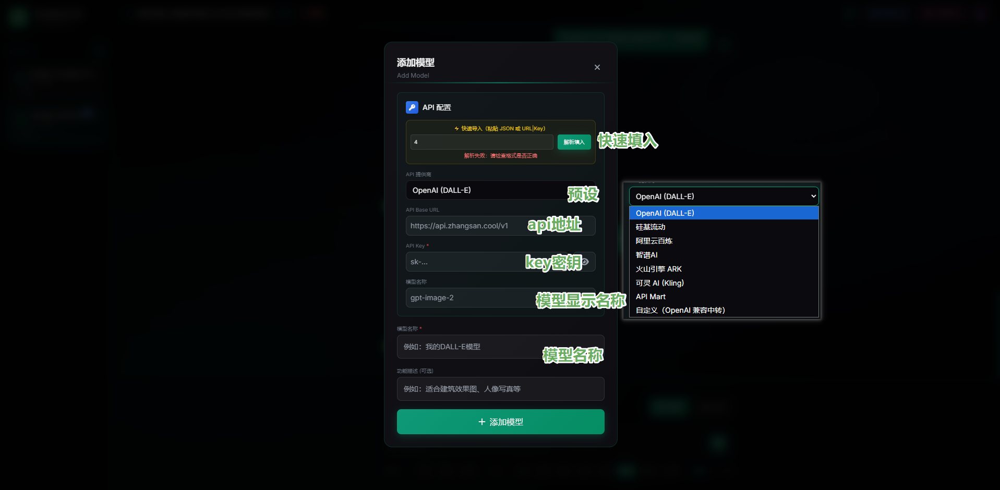 添加模型
Add Model
API 配置
快速导入（粘贴 JSON 或 URL|Key）
4
解析填入
快速填入
解析失败：请检查格式是否正确
API 提供商
OpenAI (DALL-E)
预设
API Base URL
https://api.zhangsan.cool/v1
api地址
API Key *
sk-...
key密钥
模型名称
gpt-image-2
模型显示名称
模型名称 *
例如：我的DALL-E模型
模型名称
功能描述 (可选)
例如：适合建筑效果图、人像写真等
添加模型
OpenAI (DALL-E)
OpenAI (DALL-E)
硅基流动
阿里云百炼
智谱AI
火山引擎 ARK
可灵 AI (Kling)
API Mart
自定义（OpenAI 兼容中转）